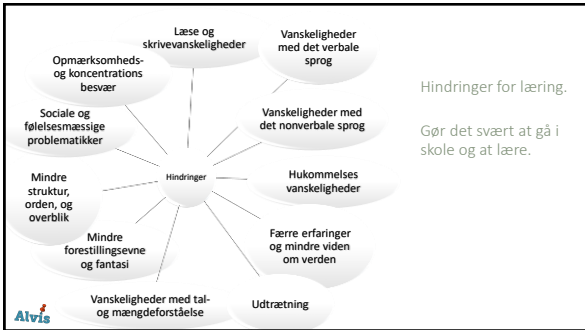 Læse og
skrivevanskeligheder
Vanskeligheder
med det verbale
sprog
Opmærksomheds-
og koncentrations
besvær
Sociale og
følelsesmæssige
problematikker
Vanskeligheder med
det nonverbale sprog
Hindringer
Mindre
struktur,
orden, og
overblik
Hukommelses
vanskeligheder
Mindre
forestillingsevne
og fantasi
Færre erfaringer
og mindre viden
om verden
Vanskeligheder med tal-
og mængdeforståelse
Udtrætning
Hindringer for læring.
Gør det svært at gå i
skole og at lære.
Alvis